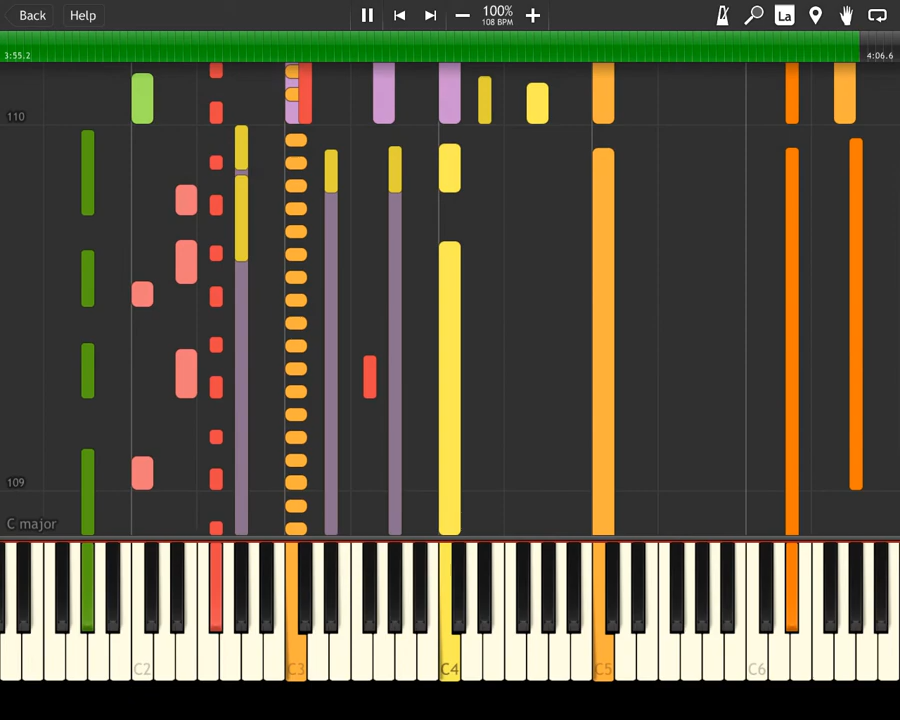 Back
Help
100%
108 BPM
La
3:55.2
4:06.6
110
109
C major
C2
C3
C4
C5
C6